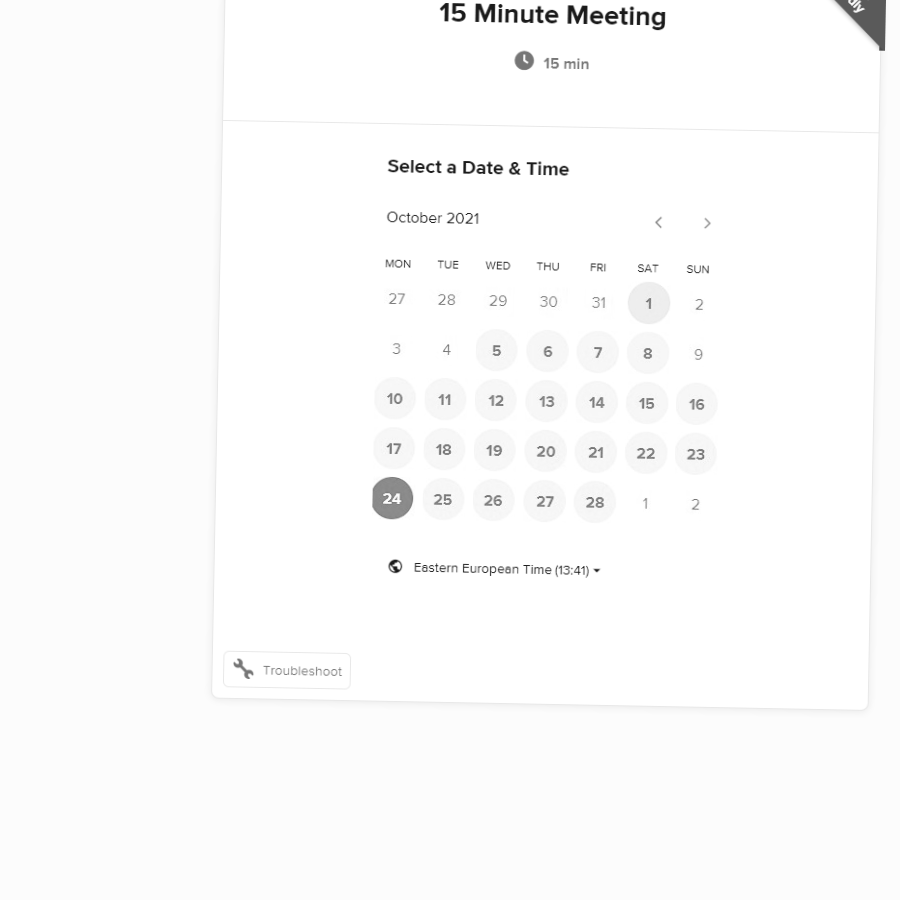 15 Minute Meeting
15 min
Select a Date & Time
October 2021
MON TUE WED THU FRI SAT SUN
27 28 29 30 31 1 2
3 4 5 6 7 8 9
10 11 12 13 14 15 16
17 18 19 20 21 22 23
24 25 26 27 28 1 2
Eastern European Time (13:41)
Troubleshoot